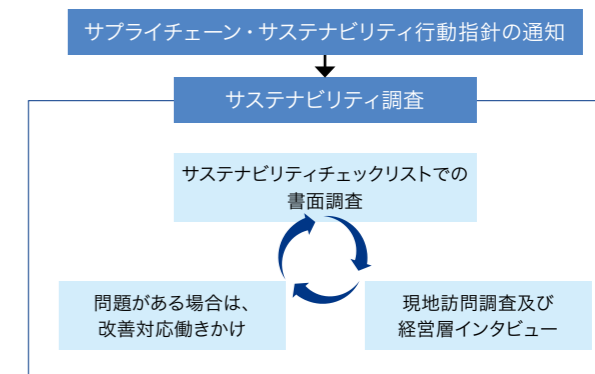 サプライチェーン・サステナビリティ行動指針の通知
サステナビリティ調査
サステナビリティチェックリストでの
書面調査
問題がある場合は、
改善対応働きかけ
現地訪問調査及び
経営層インタビュー